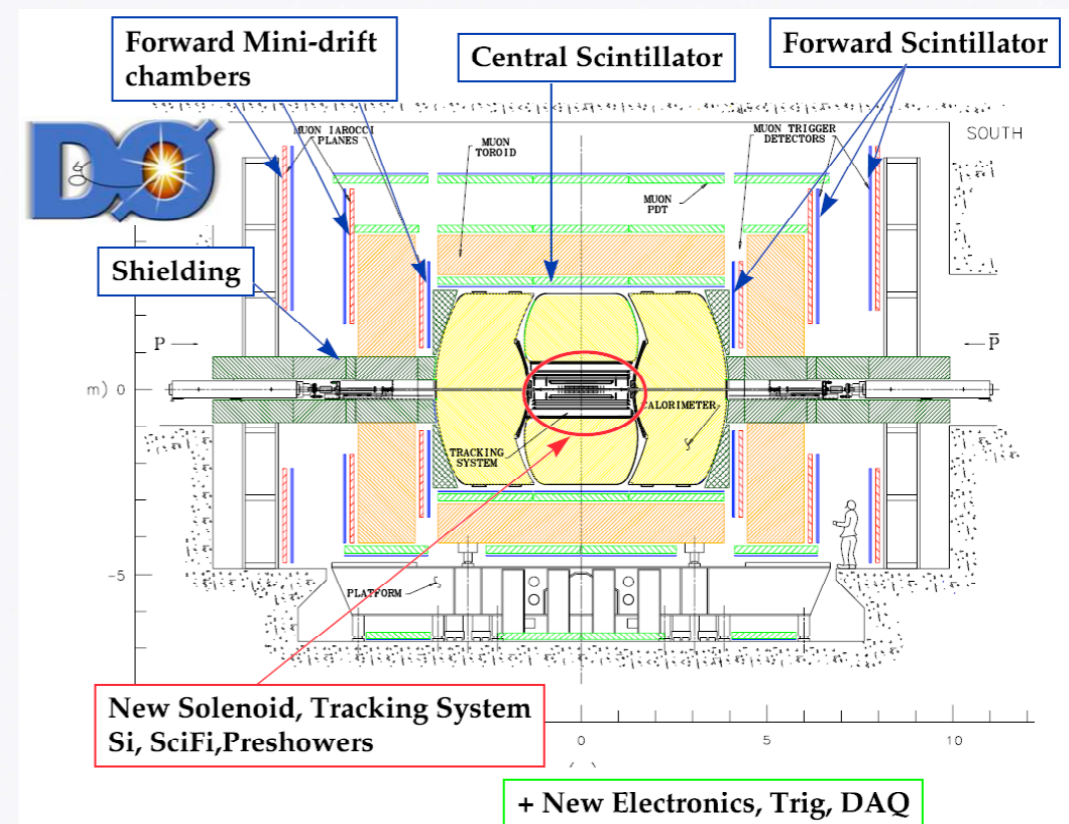 Forward Mini-drift
chambers
Central Scintillator
Forward Scintillator
DØ
MUON IAROCCI
PLANES
MUON
TOROID
MUON TRIGGER
DETECTORS
SOUTH
MUON
PDT
Shielding
P
P̅
m) 0
CALORIMETER
TRACKING
SYSTEM
-5
PLATFORM
New Solenoid, Tracking System
Si, SciFi,Preshowers
0
5
10
+ New Electronics, Trig, DAQ